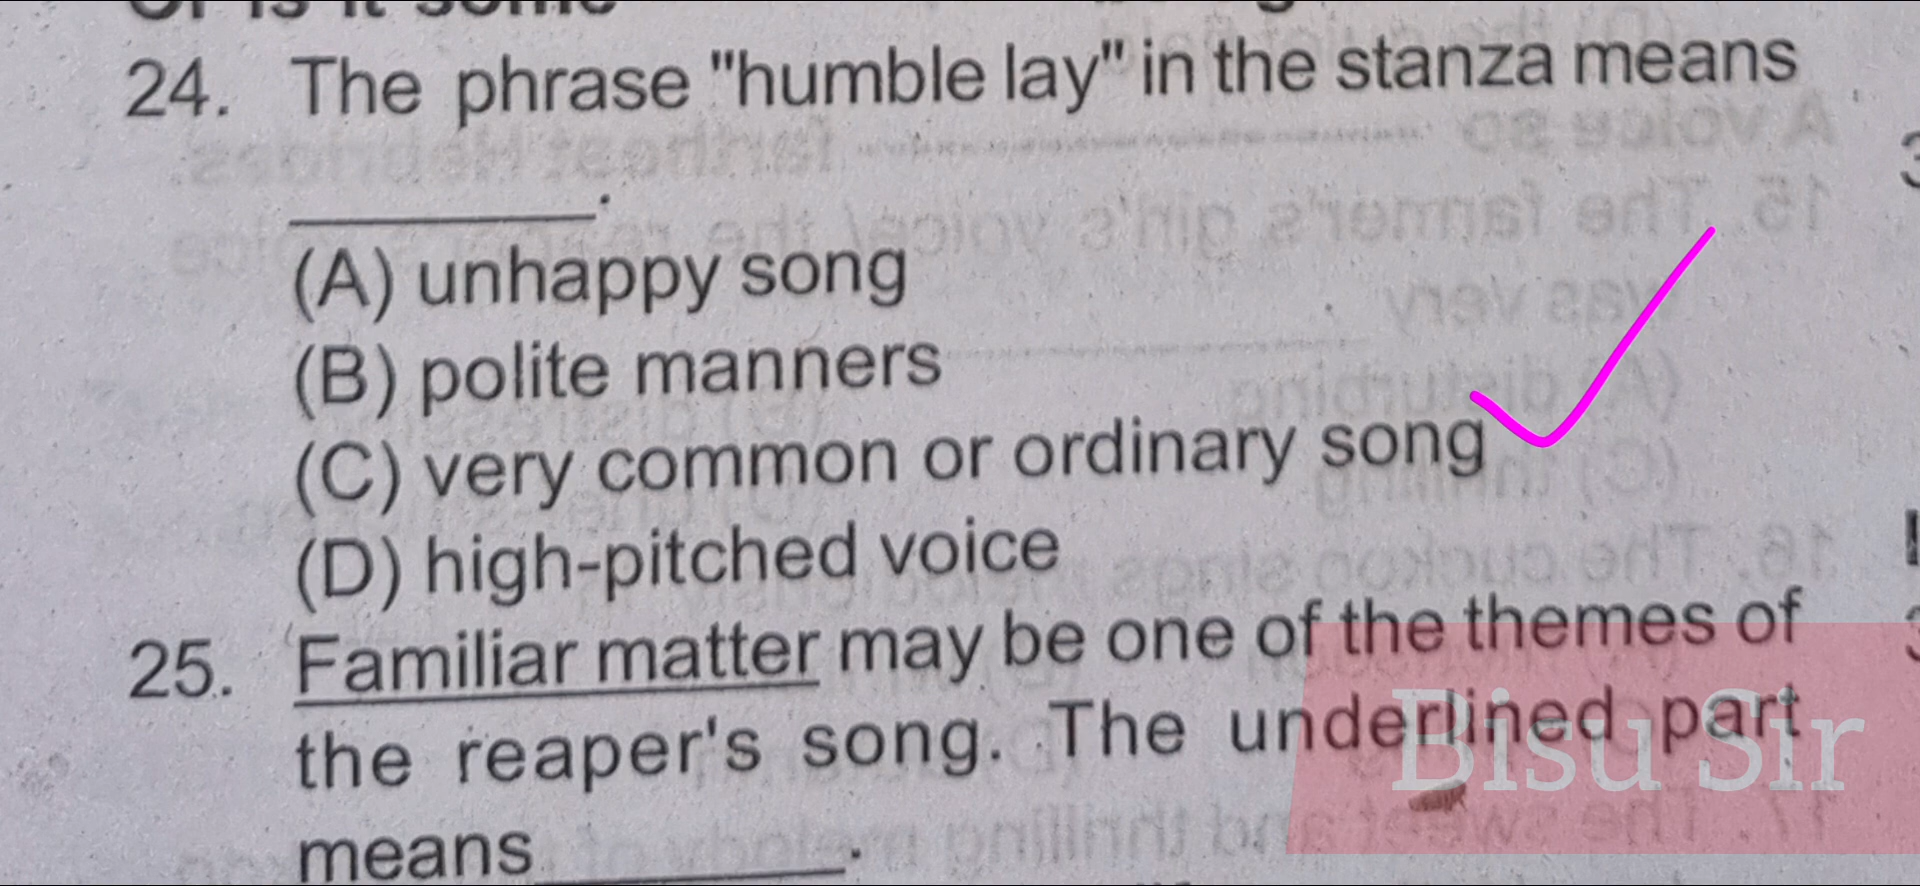 24. The phrase "humble lay" in the stanza means
__________.
(A) unhappy song
(B) polite manners
(C) very common or ordinary song
(D) high-pitched voice
25. Familiar matter may be one of the themes of
the reaper's song. The underlined part
means __________.
Bisu Sir